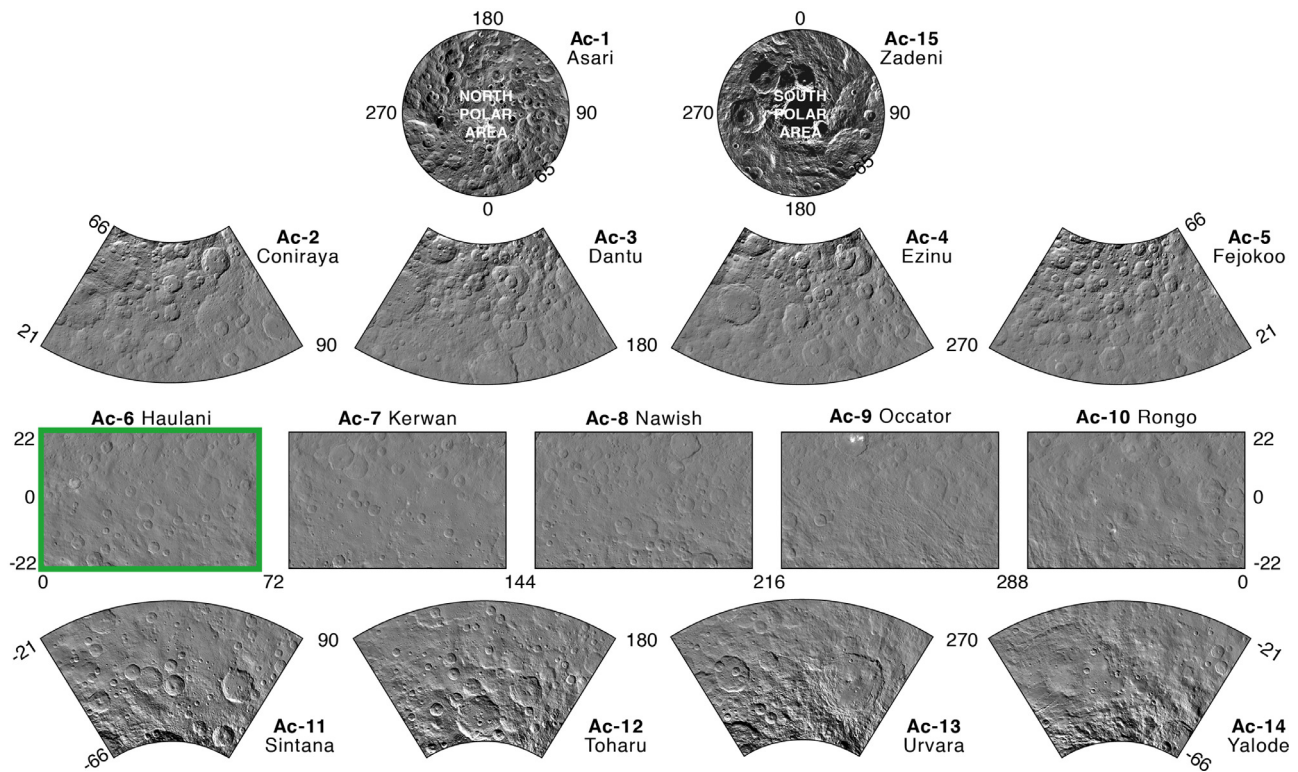 180
0
Ac-1
Asari
Ac-15
Zadeni
270
NORTH
POLAR
AREA
90
270
SOUTH
POLAR
AREA
90
65
-65
0
180
66
Ac-2
Coniraya
Ac-3
Dantu
Ac-4
Ezinu
66
Ac-5
Fejokoo
21
90
180
270
21
Ac-6 Haulani
Ac-7 Kerwan
Ac-8 Nawish
Ac-9 Occator
Ac-10 Rongo
22
22
0
0
-22
-22
0
72
144
216
288
0
-21
90
180
270
-21
Ac-11
Sintana
Ac-12
Toharu
Ac-13
Urvara
Ac-14
Yalode
-66
-66